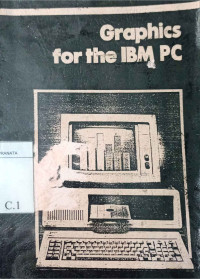 Graphics
for the IBM PC
C.1